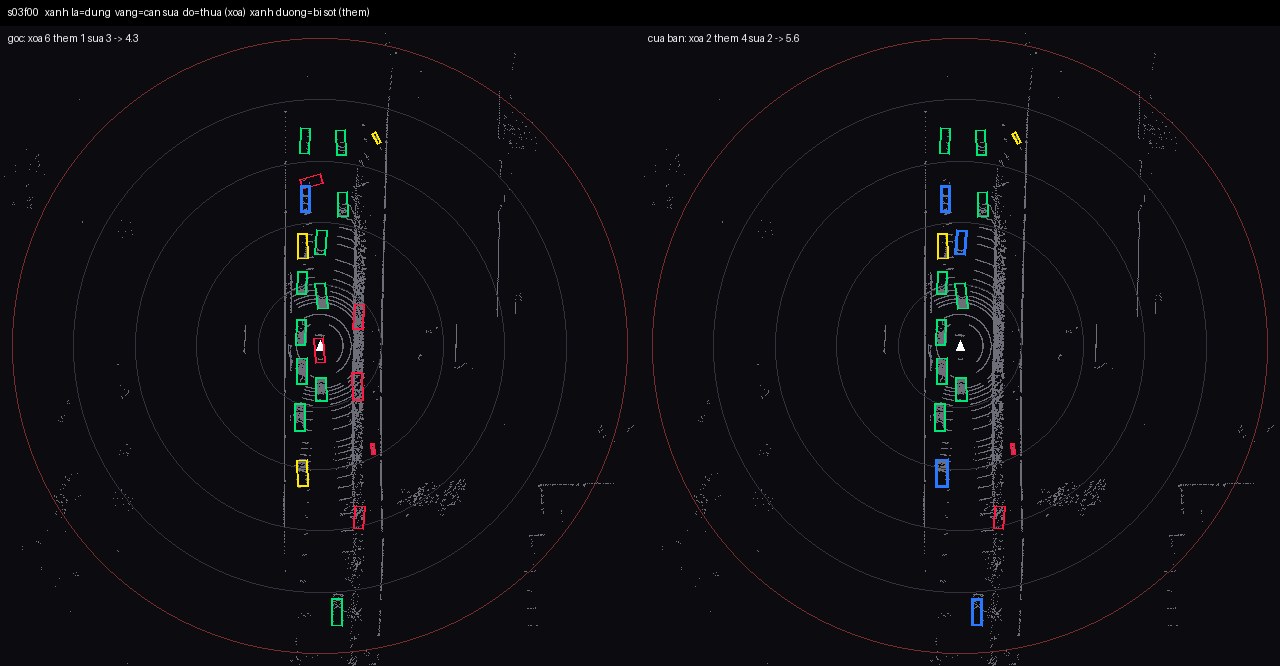 s03f00 xanh la=dung vang=can sua do=thua (xoa) xanh duong=bi sot (them)
goc: xoa 6 them 1 sua 3 -> 4.3
cua ban: xoa 2 them 4 sua 2 -> 5.6